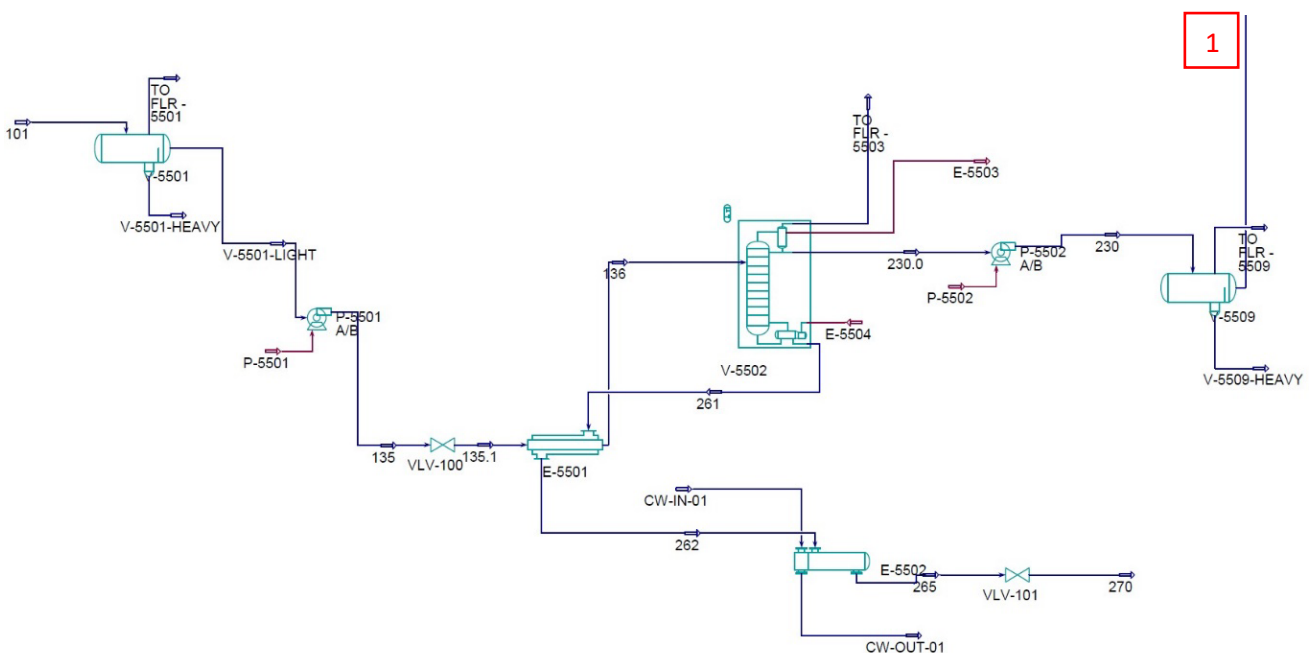 1
TO
FLR -
5501
101
-5501
V-5501-HEAVY
V-5501-LIGHT
P-5501
A/B
P-5501
135
VLV-100
135.1
E-5501
136
TO
FLR -
5503
E-5503
E-5504
V-5502
261
230.0
P-5502
A/B
P-5502
230
TO
FLR -
5509
-5509
V-5509-HEAVY
CW-IN-01
262
E-5502
265
VLV-101
270
CW-OUT-01